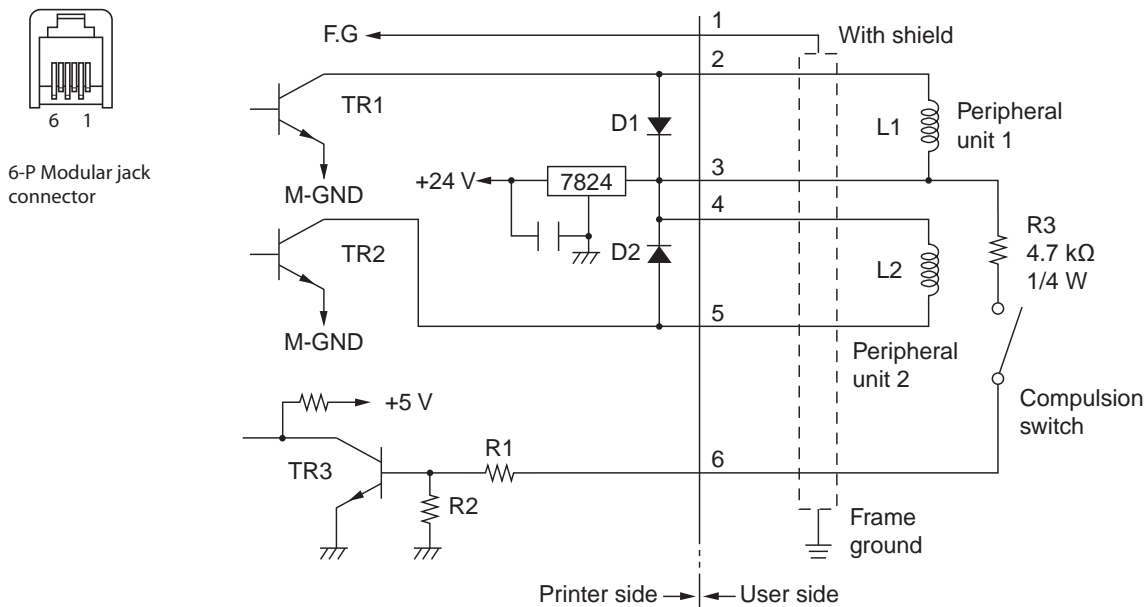 6 1
6-P Modular jack
connector
F.G
1
With shield
2
TR1
D1
L1
Peripheral
unit 1
M-GND
+24 V
7824
3
4
TR2
D2
L2
R3
4.7 kΩ
1/4 W
M-GND
5
Peripheral
unit 2
+5 V
Compulsion
switch
TR3
R1
6
R2
Frame
ground
Printer side
User side